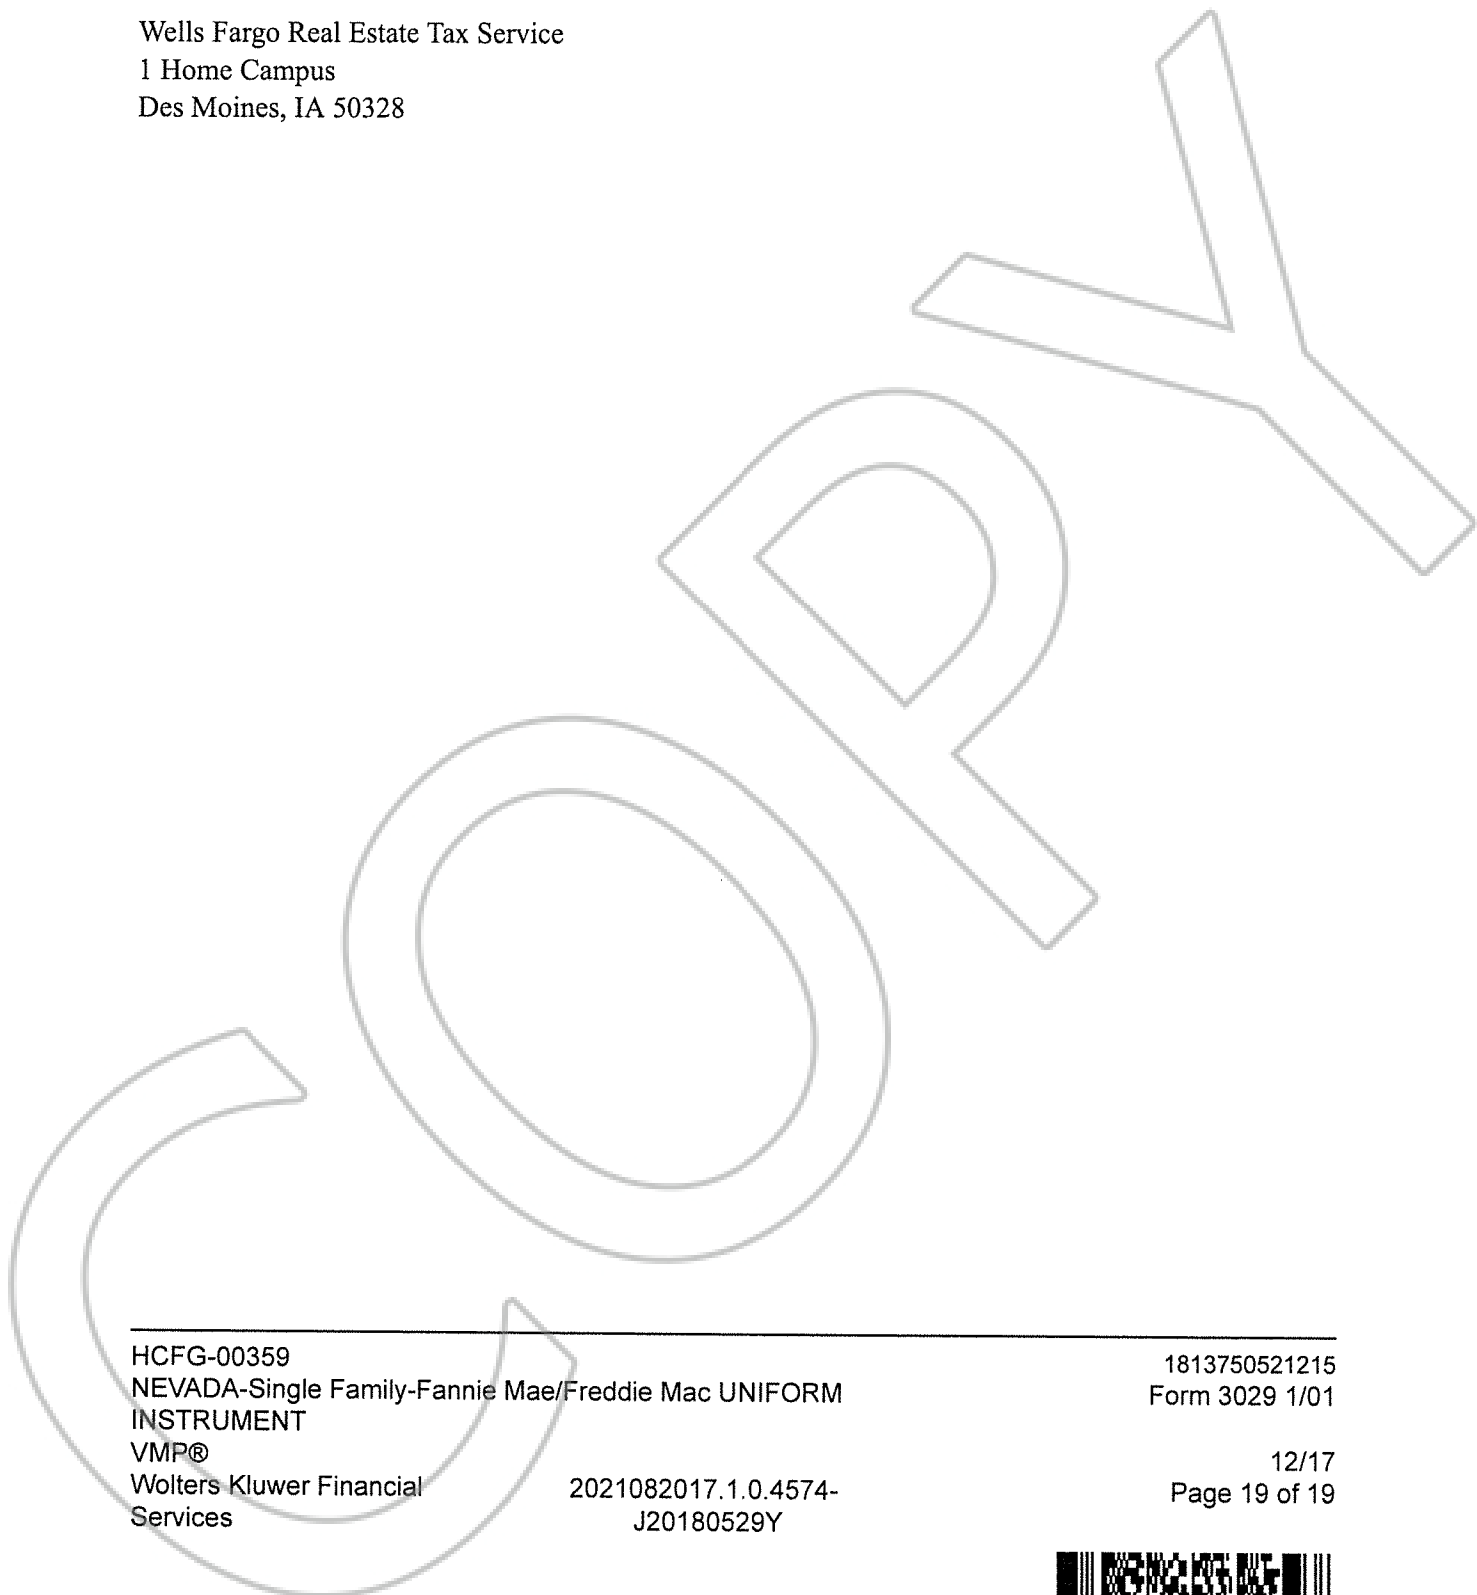 Wells Fargo Real Estate Tax Service
1 Home Campus
Des Moines, IA 50328
COPY
HCFG-00359 1813750521215
NEVADA-Single Family-Fannie Mae/Freddie Mac UNIFORM Form 3029 1/01
INSTRUMENT
VMP® 12/17
Wolters Kluwer Financial 2021082017.1.0.4574- Page 19 of 19
Services J20180529Y